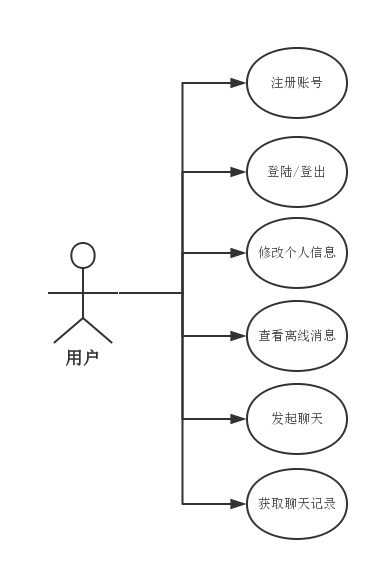 注册账号
登陆/登出
修改个人信息
查看离线消息
用户
发起聊天
获取聊天记录